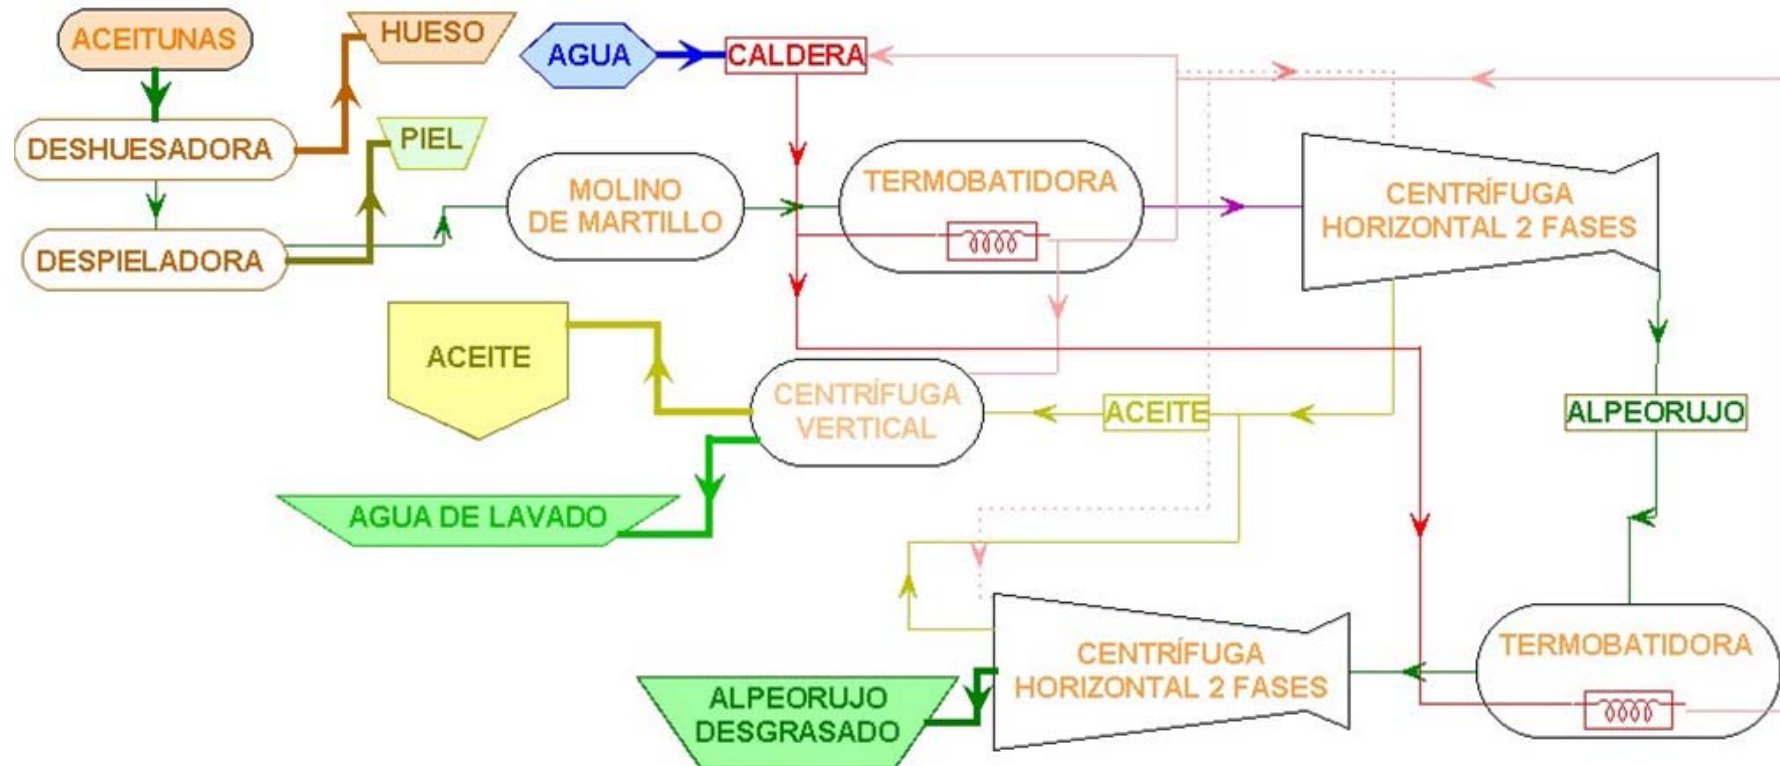 ACEITUNAS
HUESO
AGUA
CALDERA
DESHUESADORA
PIEL
MOLINO
DE MARTILLO
TERMOBATIDORA
CENTRÍFUGA
HORIZONTAL 2 FASES
DESPIELADORA
ACEITE
CENTRÍFUGA
VERTICAL
ACEITE
ALPEORUJO
AGUA DE LAVADO
CENTRÍFUGA
HORIZONTAL 2 FASES
TERMOBATIDORA
ALPEORUJO
DESGRASADO